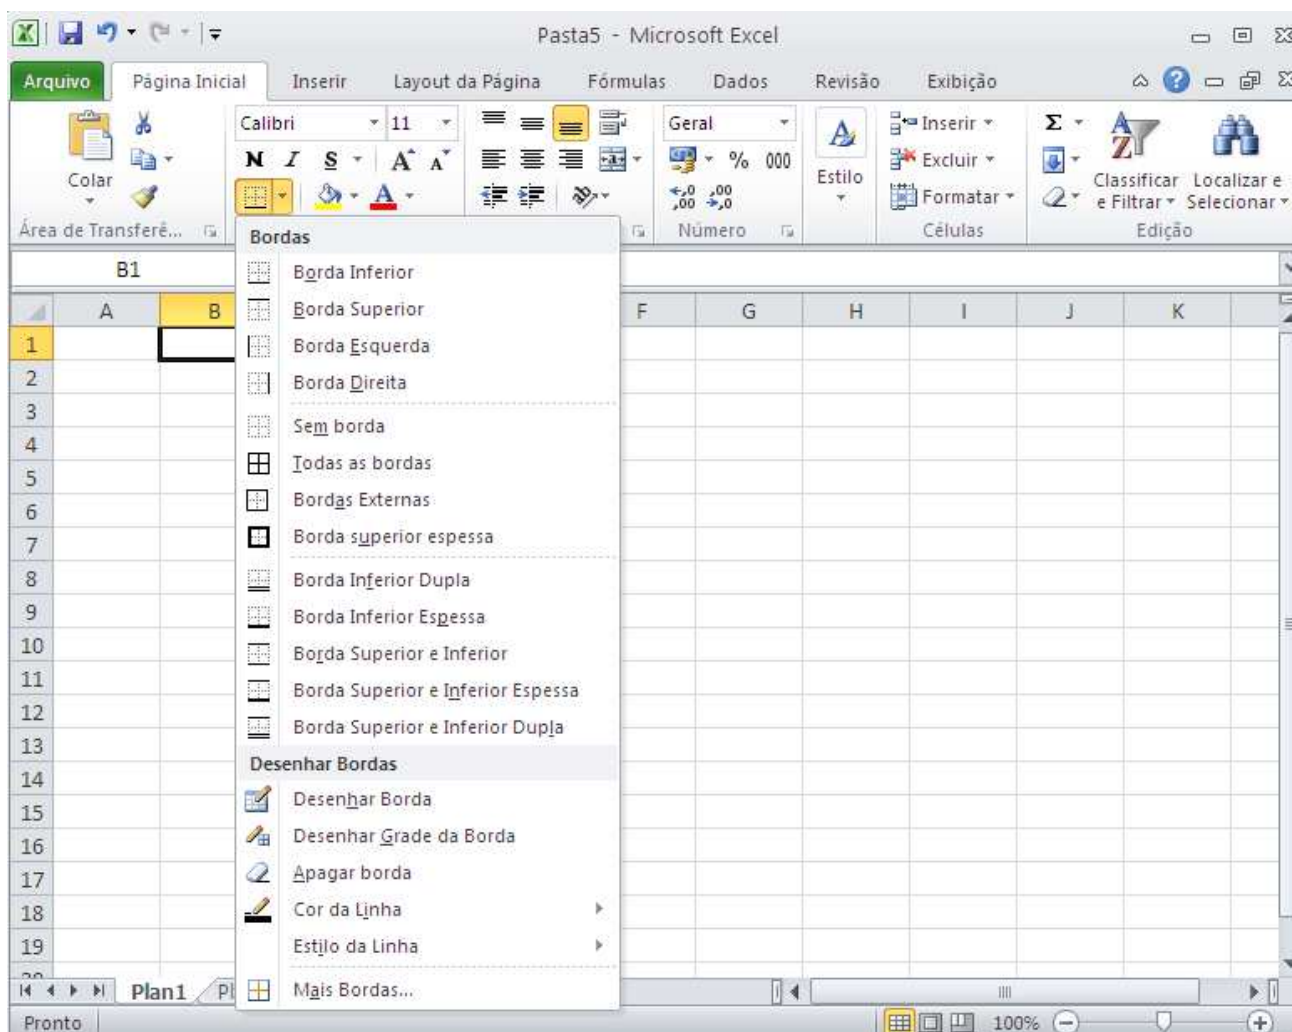 Pasta5 - Microsoft Excel
Arquivo Página Inicial Inserir Layout da Página Fórmulas Dados Revisão Exibição
Calibri 11 Geral Σ Inserir
N I S A A % 000 Excluir
Colar Estilo Formatar Classificar e Filtrar Localizar e Selecionar
A ,0 ,00 ,00 ,0
Área de Transferê... Número Células Edição
B1
A B F G H I J K
Bordas
Borda Inferior
Borda Superior
Borda Esquerda
Borda Direita
Sem borda
Todas as bordas
Bordas Externas
Borda superior espessa
Borda Inferior Dupla
Borda Inferior Espessa
Borda Superior e Inferior
Borda Superior e Inferior Espessa
Borda Superior e Inferior Dupla
Desenhar Bordas
Desenhar Borda
Desenhar Grade da Borda
Apagar borda
Cor da Linha
Estilo da Linha
Mais Bordas...
1
2
3
4
5
6
7
8
9
10
11
12
13
14
15
16
17
18
19
Plan1
Pronto 100%